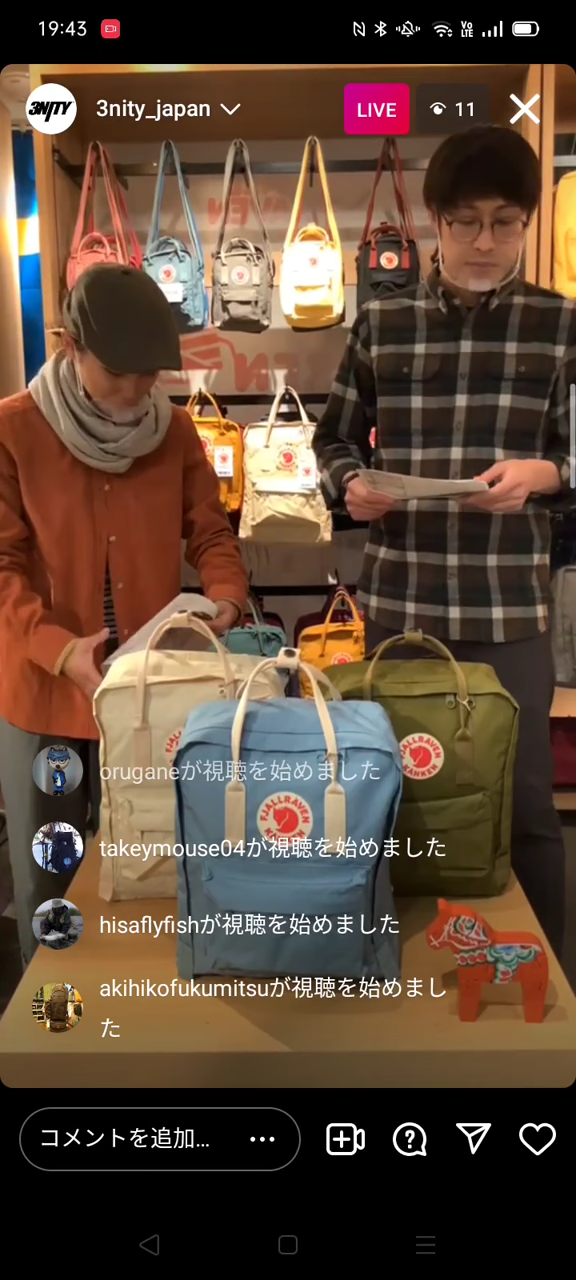 19:43
VO
LTE
3NITY
3nity_japan
LIVE
11
oruganeが視聴を始めました
FJALLRAVEN
KANKEN
takeymouse04が視聴を始めました
FJALLRAVEN
hisaflyfishが視聴を始めました
akihikofukumitsuが視聴を始めまし
た
コメントを追加...